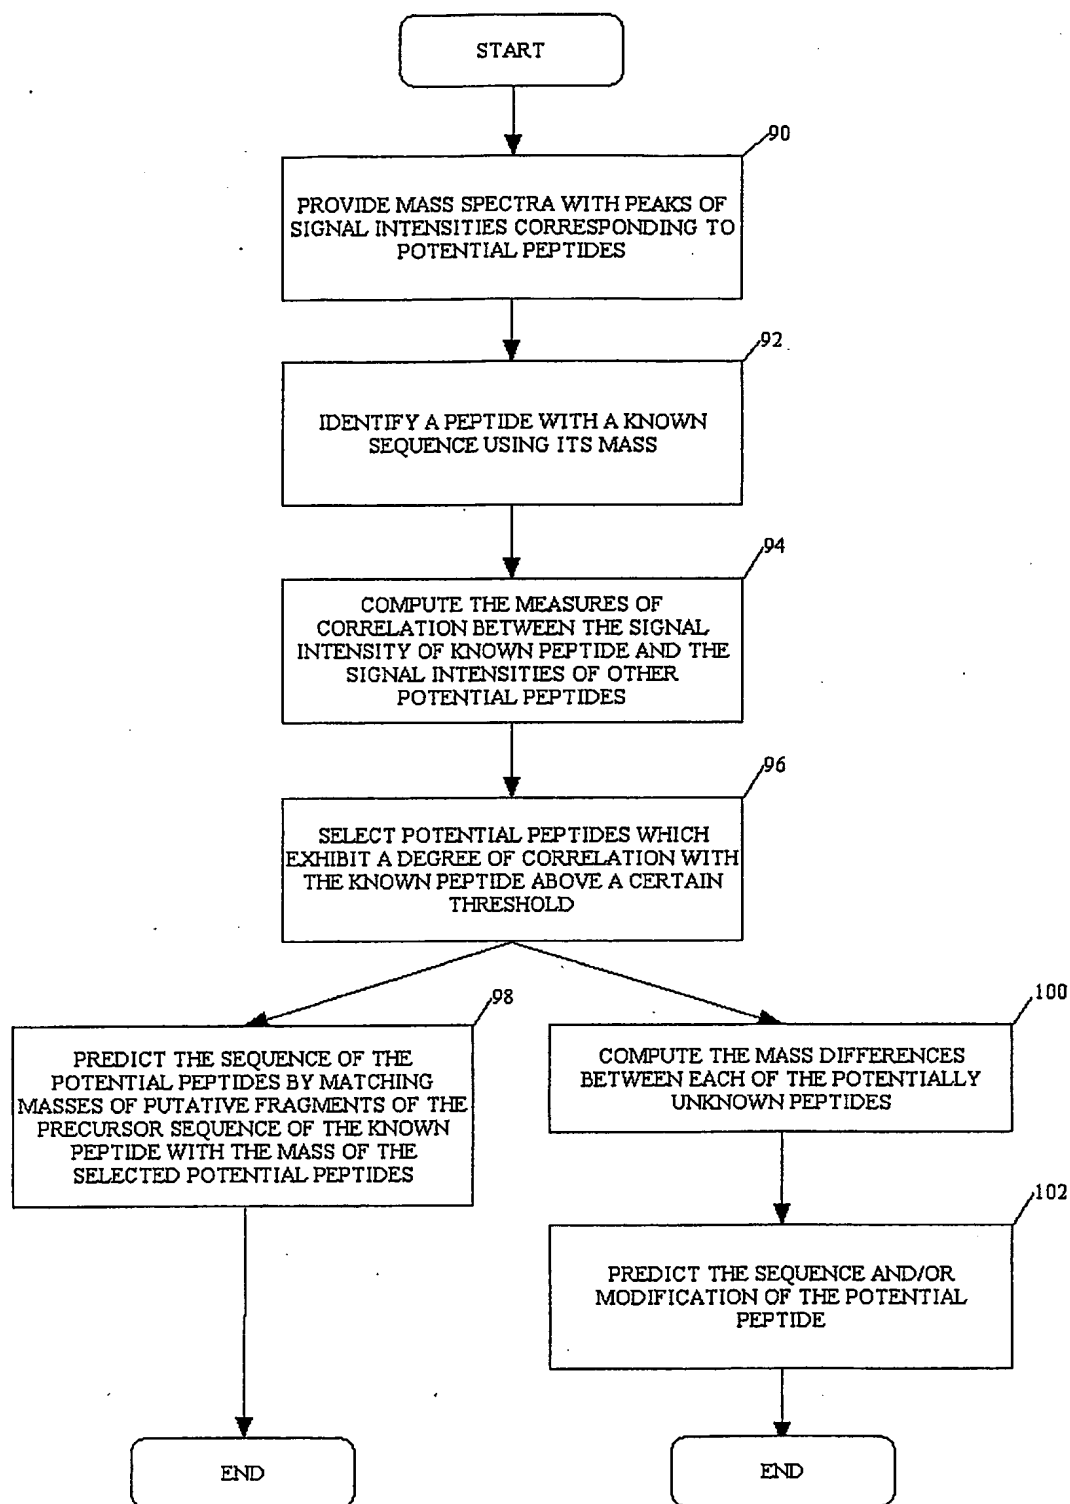 START
90
PROVIDE MASS SPECTRA WITH PEAKS OF
SIGNAL INTENSITIES CORRESPONDING TO
POTENTIAL PEPTIDES
92
IDENTIFY A PEPTIDE WITH A KNOWN
SEQUENCE USING ITS MASS
94
COMPUTE THE MEASURES OF
CORRELATION BETWEEN THE SIGNAL
INTENSITY OF KNOWN PEPTIDE AND THE
SIGNAL INTENSITIES OF OTHER
POTENTIAL PEPTIDES
96
SELECT POTENTIAL PEPTIDES WHICH
EXHIBIT A DEGREE OF CORRELATION WITH
THE KNOWN PEPTIDE ABOVE A CERTAIN
THRESHOLD
98
PREDICT THE SEQUENCE OF THE
POTENTIAL PEPTIDES BY MATCHING
MASSES OF PUTATIVE FRAGMENTS OF THE
PRECURSOR SEQUENCE OF THE KNOWN
PEPTIDE WITH THE MASS OF THE
SELECTED POTENTIAL PEPTIDES
END
100
COMPUTE THE MASS DIFFERENCES
BETWEEN EACH OF THE POTENTIALLY
UNKNOWN PEPTIDES
102
PREDICT THE SEQUENCE AND/OR
MODIFICATION OF THE POTENTIAL
PEPTIDE
END